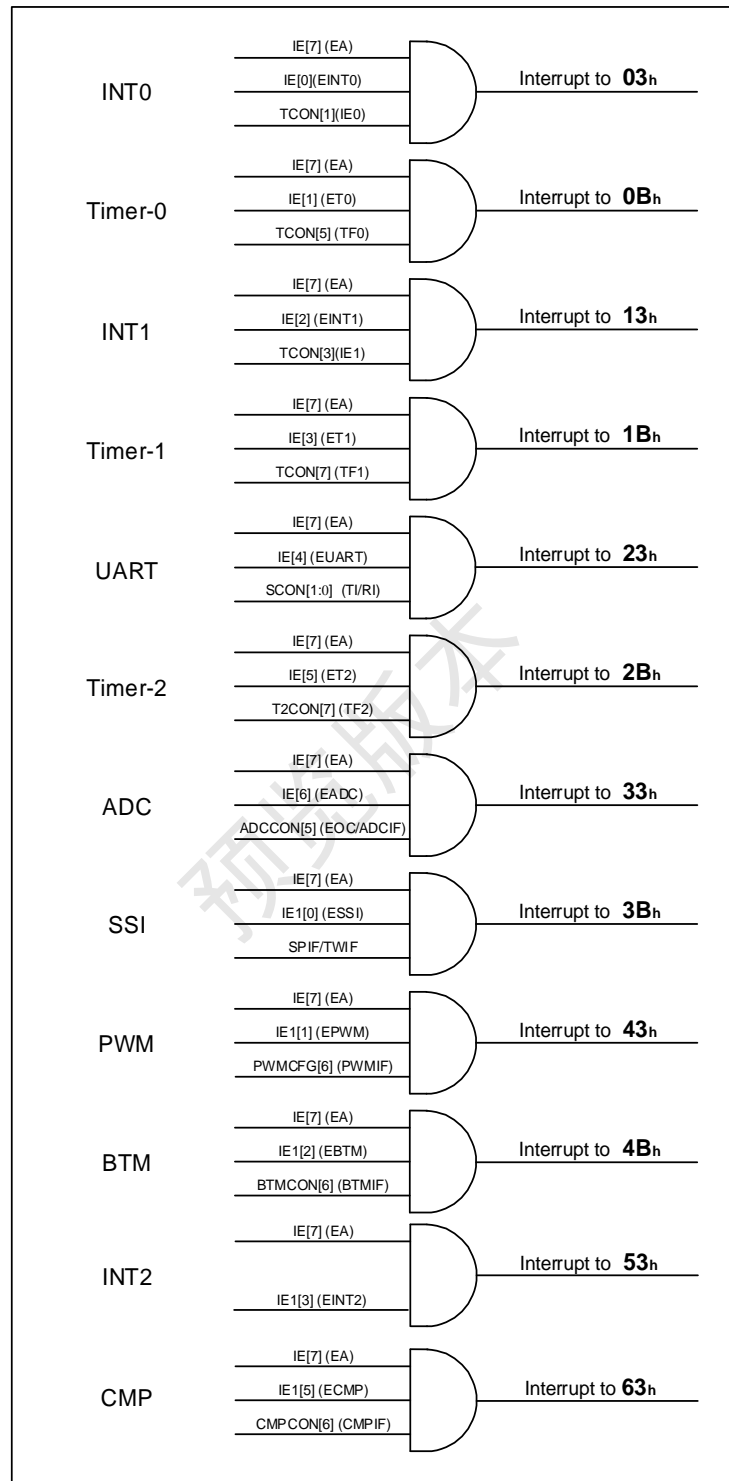 IE[7] (EA)
INT0
IE[0](EINT0)
Interrupt to 03h
TCON[1](IE0)
IE[7] (EA)
Timer-0
IE[1] (ET0)
Interrupt to 0Bh
TCON[5] (TF0)
IE[7] (EA)
INT1
IE[2] (EINT1)
Interrupt to 13h
TCON[3](IE1)
IE[7] (EA)
Timer-1
IE[3] (ET1)
Interrupt to 1Bh
TCON[7] (TF1)
IE[7] (EA)
UART
IE[4] (EUART)
Interrupt to 23h
SCON[1:0] (TI/RI)
IE[7] (EA)
Timer-2
IE[5] (ET2)
Interrupt to 2Bh
T2CON[7] (TF2)
IE[7] (EA)
ADC
IE[6] (EADC)
Interrupt to 33h
ADCCON[5] (EOC/ADCIF)
IE[7] (EA)
SSI
IE1[0] (ESSI)
Interrupt to 3Bh
SPIF/TWIF
IE[7] (EA)
PWM
IE1[1] (EPWM)
Interrupt to 43h
PWMCFG[6] (PWMIF)
IE[7] (EA)
BTM
IE1[2] (EBTM)
Interrupt to 4Bh
BTMCON[6] (BTMIF)
IE[7] (EA)
INT2
Interrupt to 53h
IE1[3] (EINT2)
IE[7] (EA)
CMP
IE1[5] (ECMP)
Interrupt to 63h
CMPCON[6] (CMPIF)
预览版本